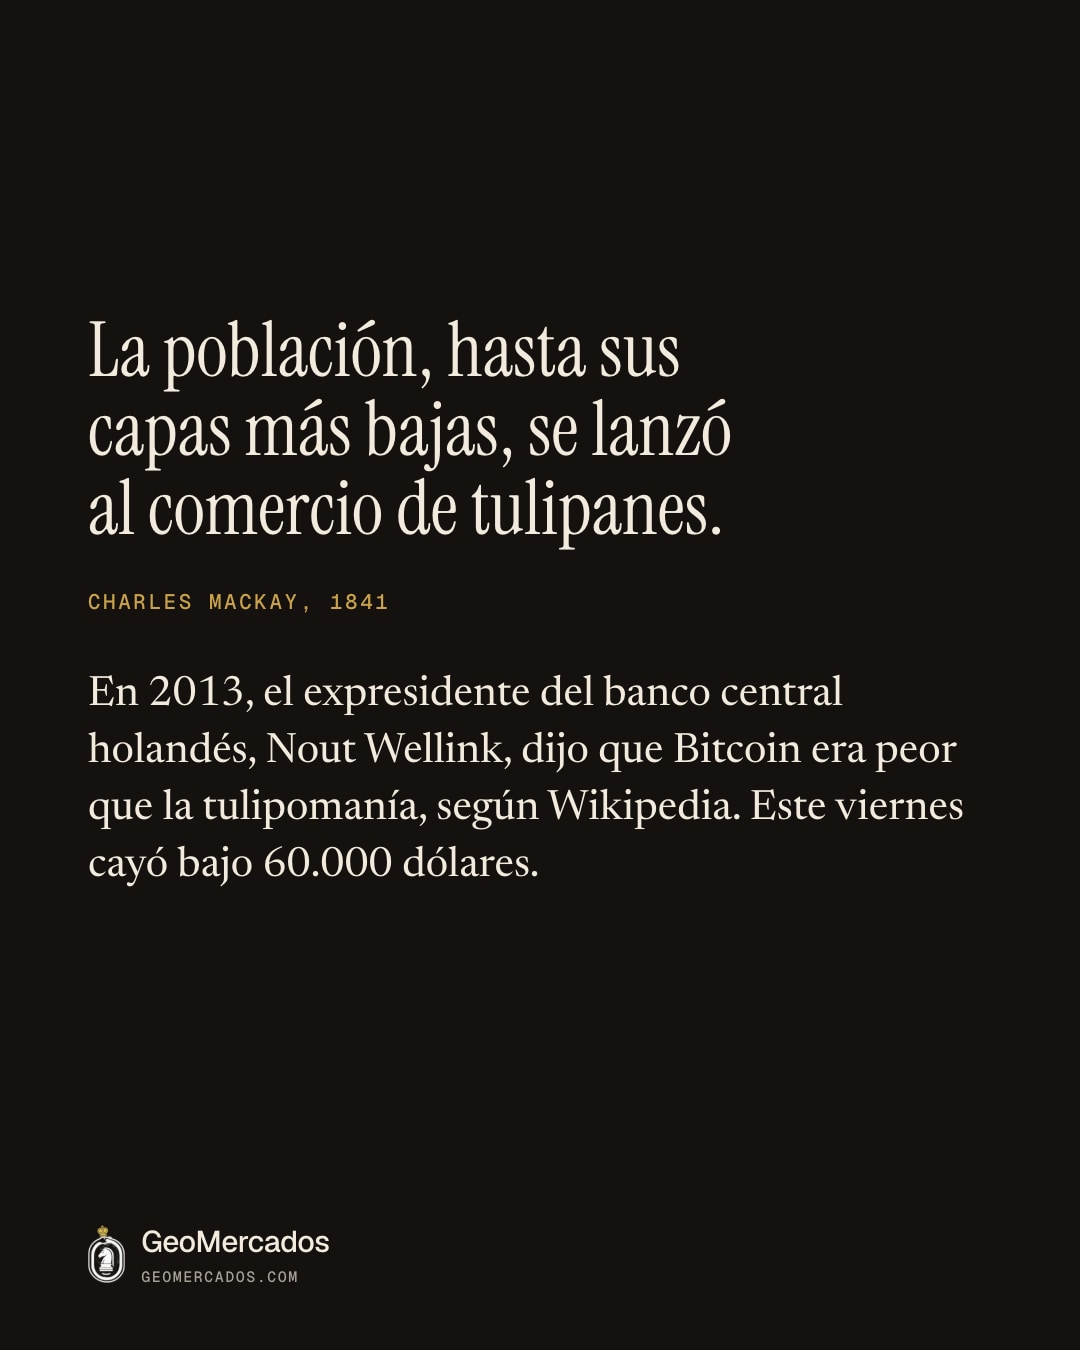 La población, hasta sus
capas más bajas, se lanzó
al comercio de tulipanes.
CHARLES MACKAY, 1841
En 2013, el expresidente del banco central
holandés, Nout Wellink, dijo que Bitcoin era peor
que la tulipomanía, según Wikipedia. Este viernes
cayó bajo 60.000 dólares.
GeoMercados
GEOMERCADOS.COM